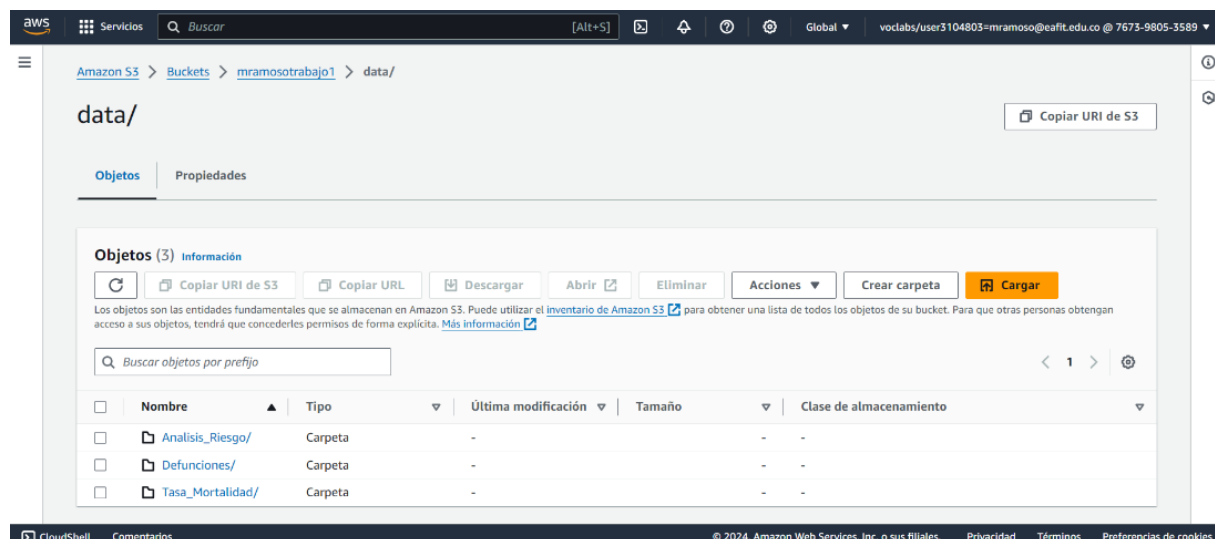 aws Servicios Buscar [Alt+S] Global ▼ voclabs/user3104803=mramoso@eafit.edu.co @ 7673-9805-3589 ▼
Amazon S3 > Buckets > mramosotrabajo1 > data/
data/
Copiar URI de S3
Objetos Propiedades
Objetos (3) Información
Copiar URI de S3 Copiar URL Descargar Abrir Eliminar Acciones ▼ Crear carpeta Cargar
Los objetos son las entidades fundamentales que se almacenan en Amazon S3. Puede utilizar el inventario de Amazon S3 para obtener una lista de todos los objetos de su bucket. Para que otras personas obtengan
acceso a sus objetos, tendrá que concederles permisos de forma explícita. Más información
Buscar objetos por prefijo < 1 >
Nombre Tipo Última modificación Tamaño Clase de almacenamiento
Analisis_Riesgo/ Carpeta - - -
Defunciones/ Carpeta - - -
Tasa_Mortalidad/ Carpeta - - -
CloudShell Comentarios © 2024, Amazon Web Services, Inc. o sus filiales. Privacidad Términos Preferencias de cookies